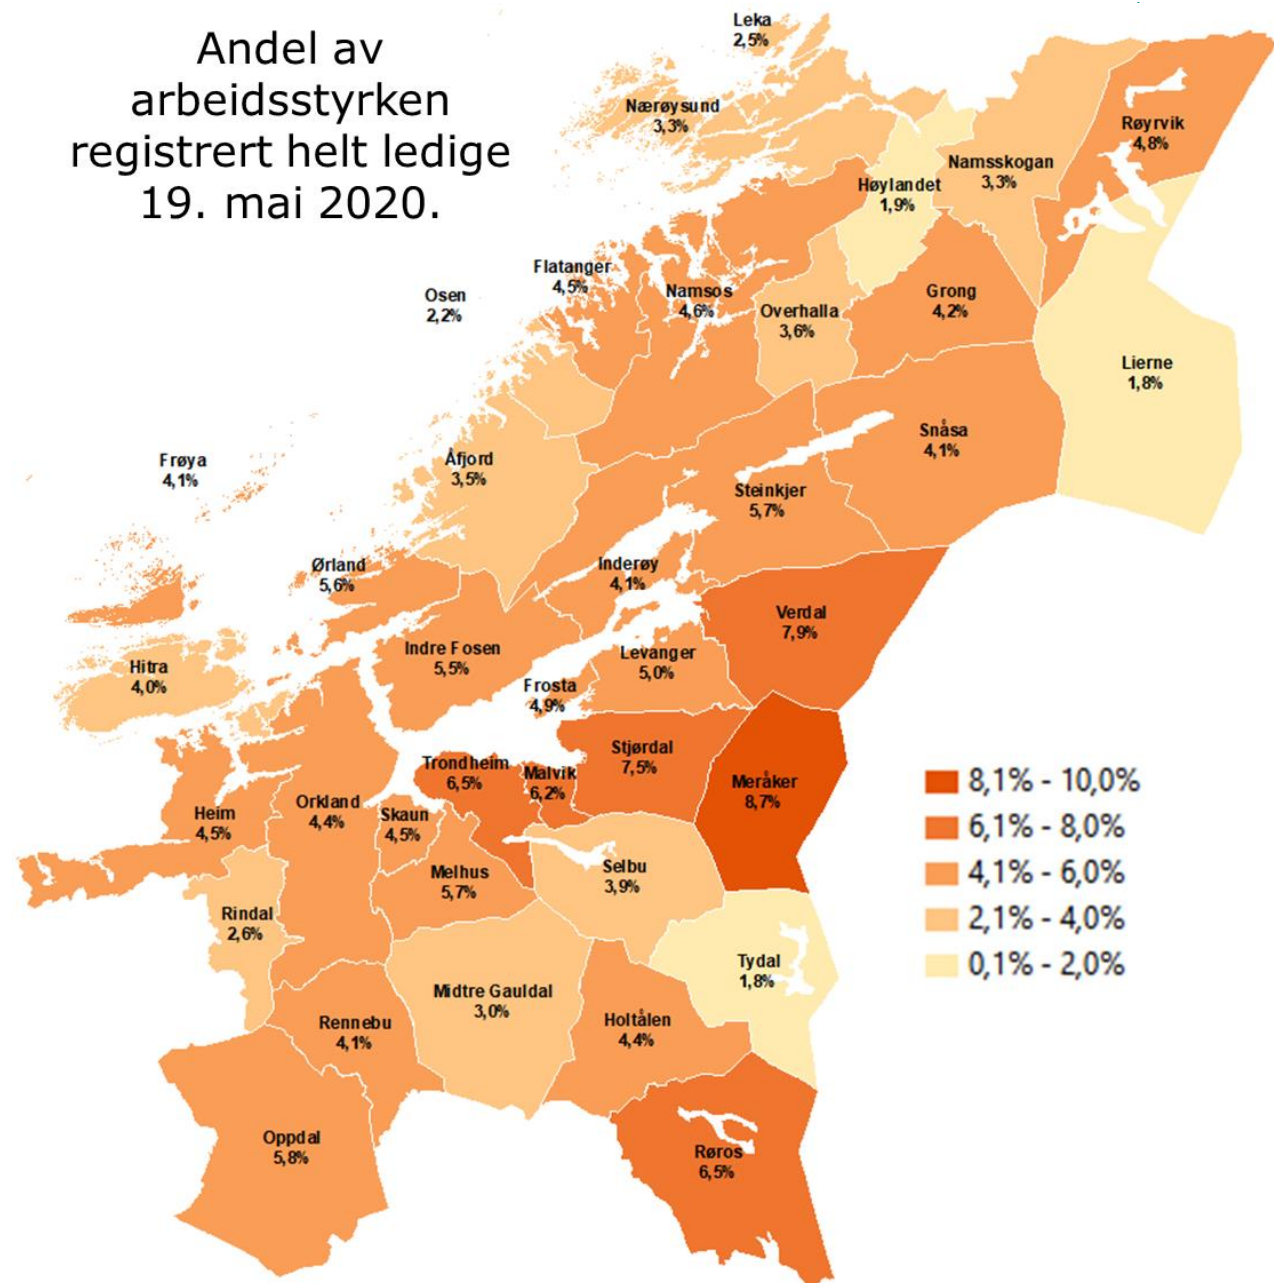 Andel av
arbeidsstyrken
registrert helt ledige
19. mai 2020.
Leka
2,5%
Nærøysund
3,3%
Røyrvik
4,8%
Namsskogan
3,3%
Høylandet
1,9%
Flatanger
4,5%
Osen
2,2%
Namsos
4,6%
Overhalla
3,6%
Grong
4,2%
Lierne
1,8%
Snåsa
4,1%
Frøya
4,1%
Åfjord
3,5%
Steinkjer
5,7%
Ørland
5,6%
Inderøy
4,1%
Verdal
7,9%
Indre Fosen
5,5%
Levanger
5,0%
Hitra
4,0%
Frosta
4,9%
Stjørdal
7,5%
Trondheim
6,5%
Malvik
6,2%
Meråker
8,7%
Heim
4,5%
Orkland
4,4%
Skaun
4,5%
Melhus
5,7%
Selbu
3,9%
Rindal
2,6%
Tydal
1,8%
Midtre Gauldal
3,0%
Rennebu
4,1%
Holtålen
4,4%
Oppdal
5,8%
Røros
6,5%
8,1% - 10,0%
6,1% - 8,0%
4,1% - 6,0%
2,1% - 4,0%
0,1% - 2,0%